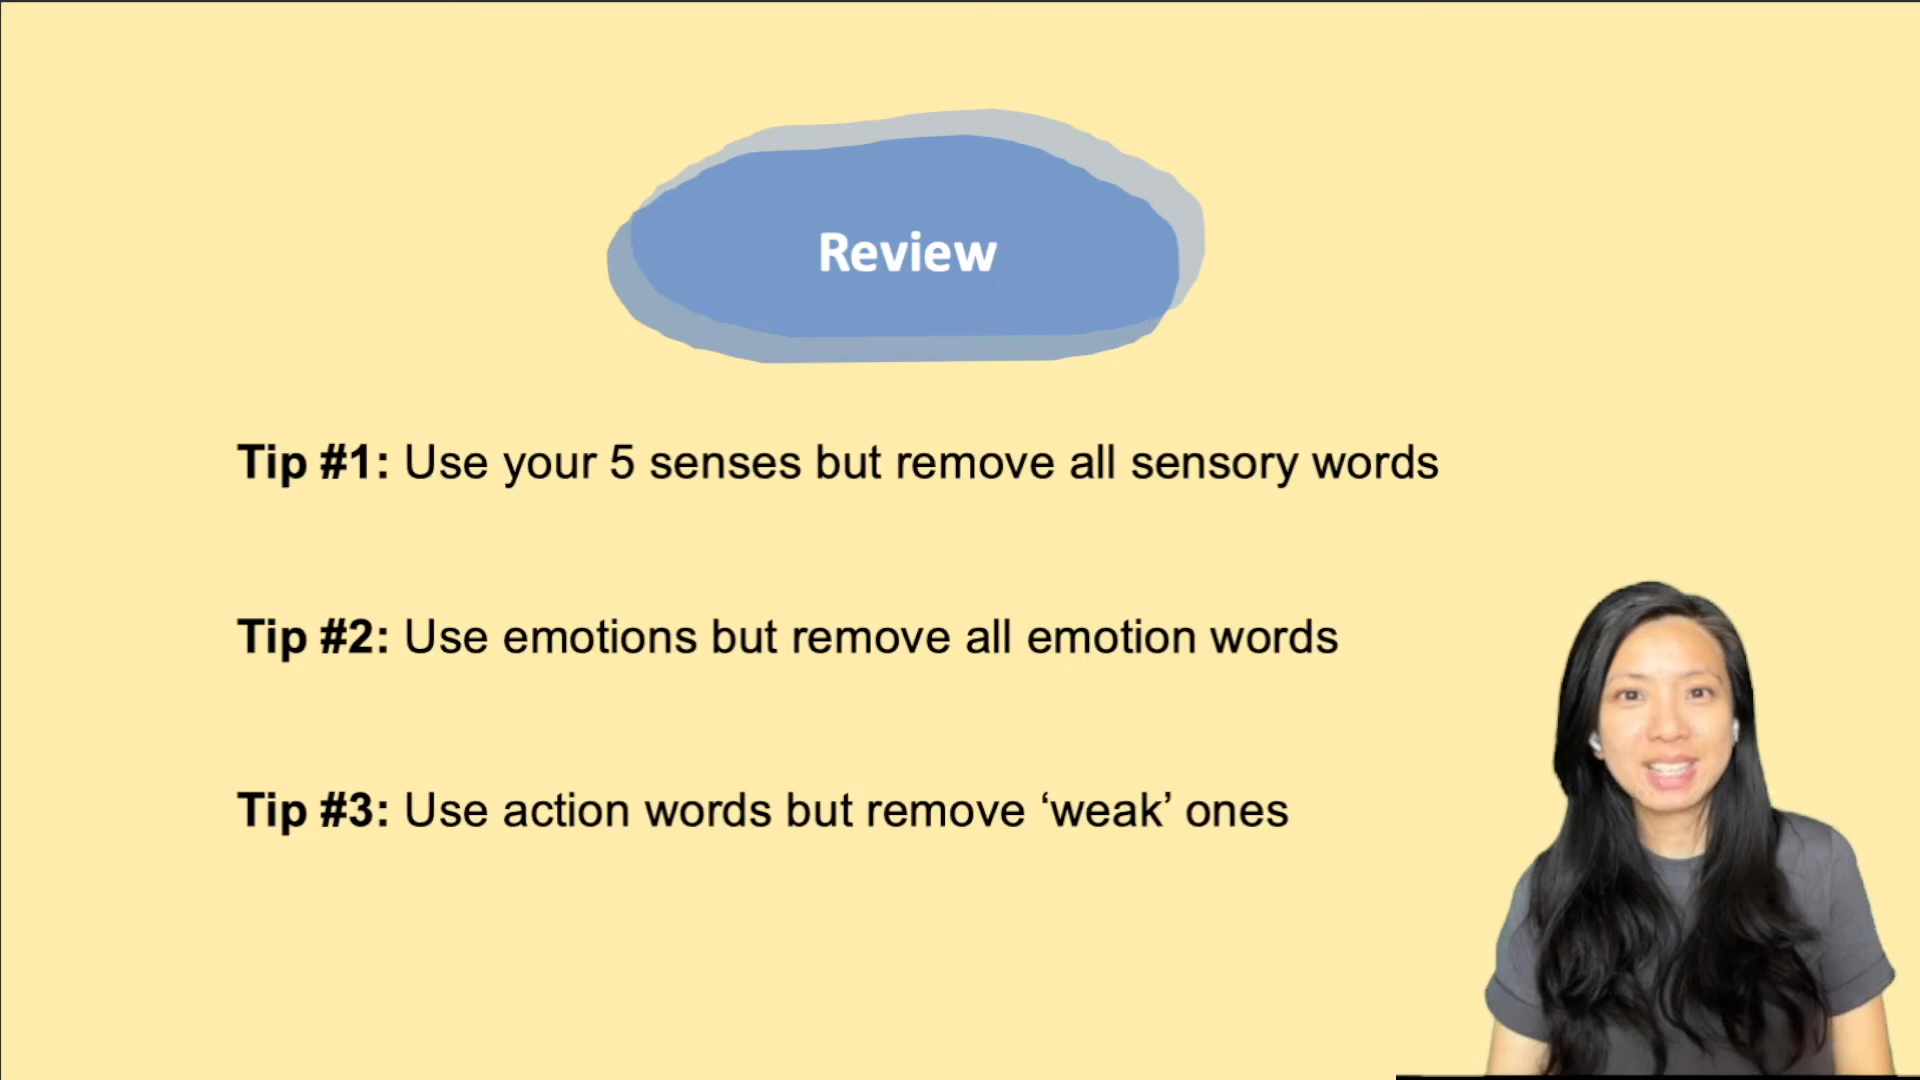 Review
Tip #1: Use your 5 senses but remove all sensory words
Tip #2: Use emotions but remove all emotion words
Tip #3: Use action words but remove ‘weak’ ones